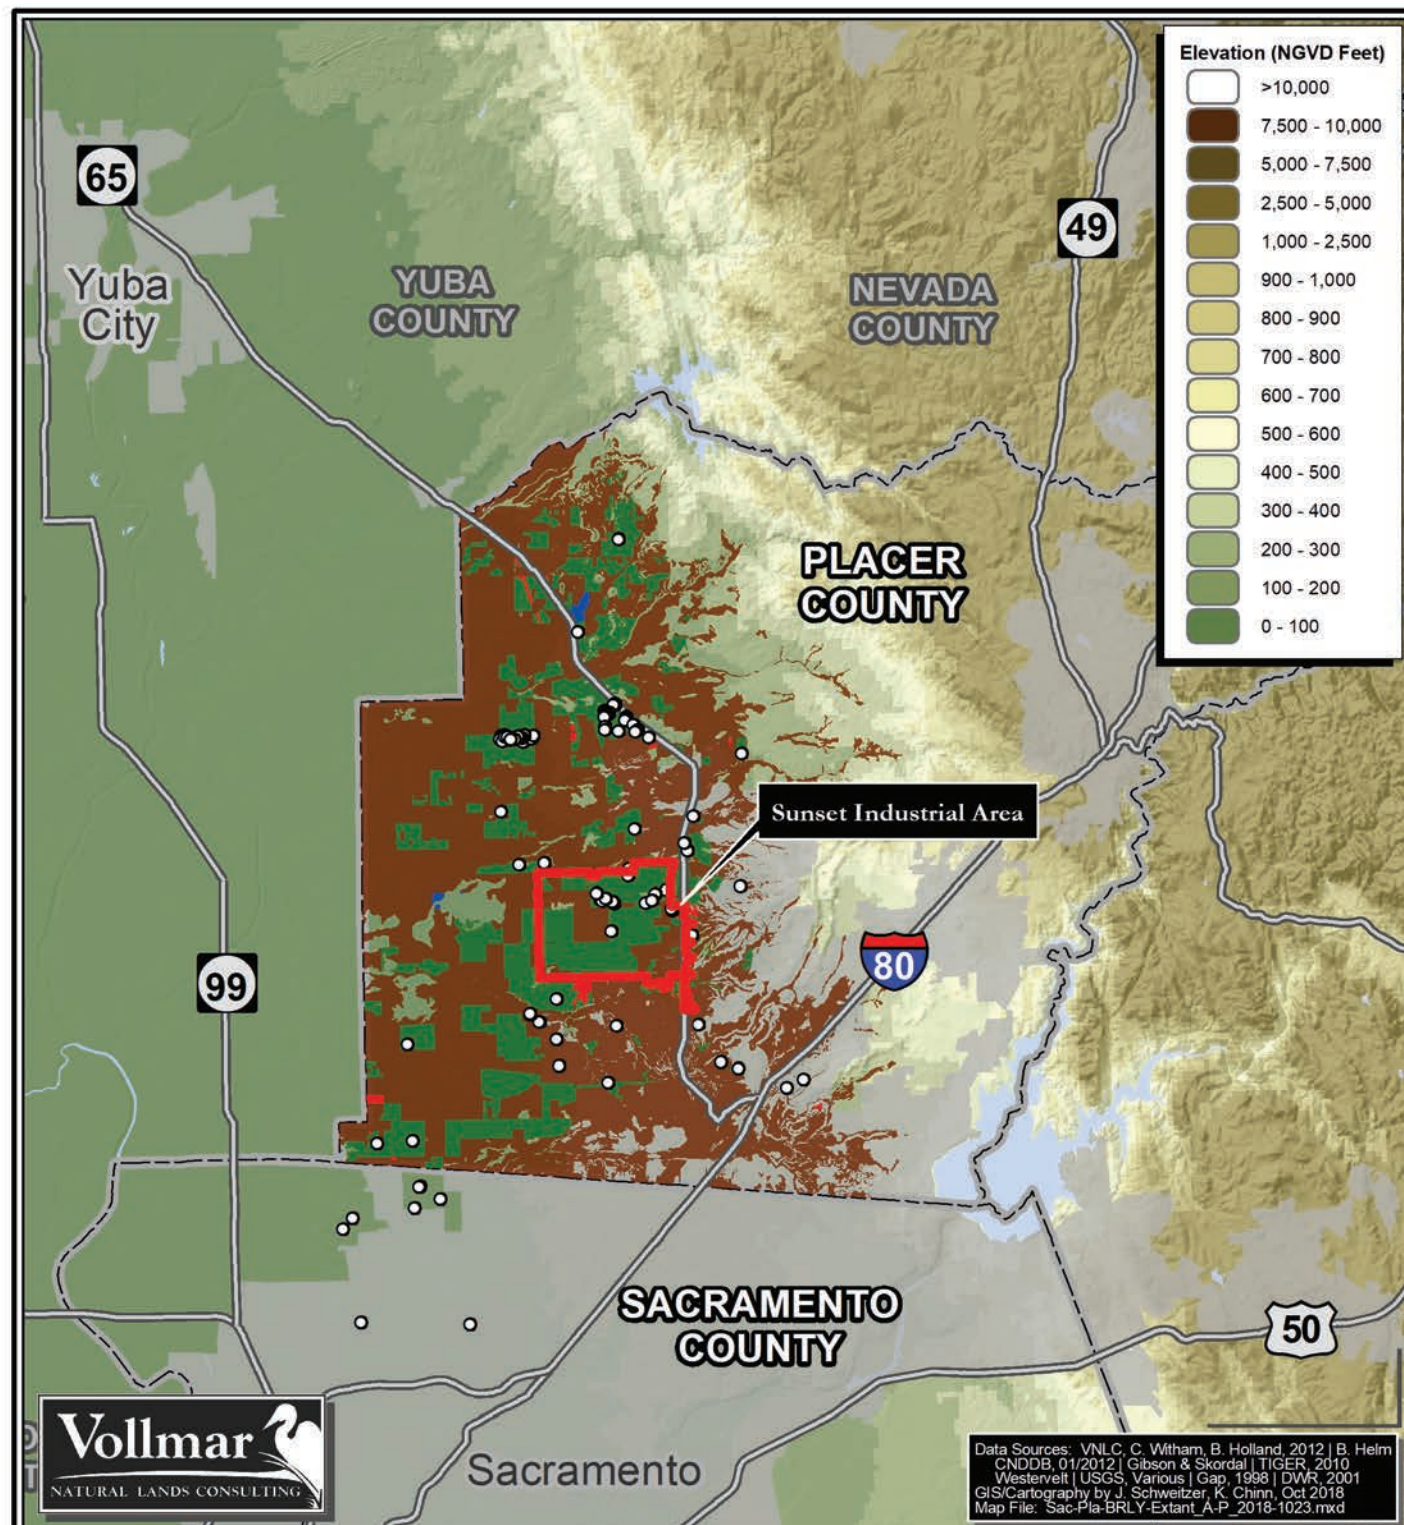 Elevation (NGVD Feet)
>10,000
7,500 - 10,000
5,000 - 7,500
2,500 - 5,000
1,000 - 2,500
900 - 1,000
800 - 900
700 - 800
600 - 700
500 - 600
400 - 500
300 - 400
200 - 300
100 - 200
0 - 100
65
49
Yuba
City
YUBA
COUNTY
NEVADA
COUNTY
PLACER
COUNTY
Sunset Industrial Area
80
99
SACRAMENTO
COUNTY
50
Sacramento
Vollmar
NATURAL LANDS CONSULTING
Data Sources: VNLC, C. Witham, B. Holland, 2012 | B. Helm
CNDDB, 01/2012 | Gibson & Skordal | TIGER, 2010
Westervelt | USGS, Various | Gap, 1998 | DWR, 2001
GIS/Cartography by J. Schweitzer, K. Chinn, Oct 2018
Map File: Sac-Pla-BRLY-Extant_A-P_2018-1023.mxd